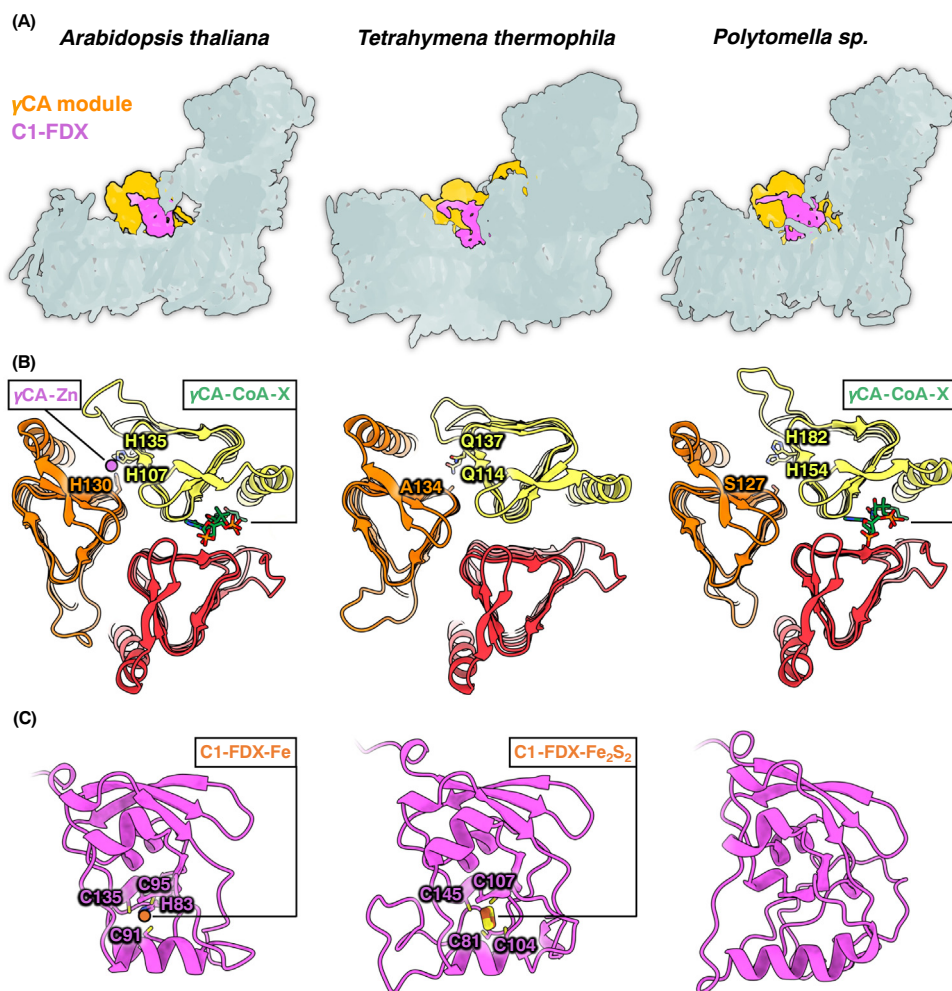 (A)
Arabidopsis thaliana
Tetrahymena thermophila
Polytomella sp.
γCA module
C1-FDX
(B)
γCA-Zn
γCA-CoA-X
γCA-CoA-X
H135
H107
H130
Q137
Q114
A134
H182
H154
S127
(C)
C1-FDX-Fe
C1-FDX-Fe₂S₂
C135
C95
H83
C91
C145
C107
C81
C104